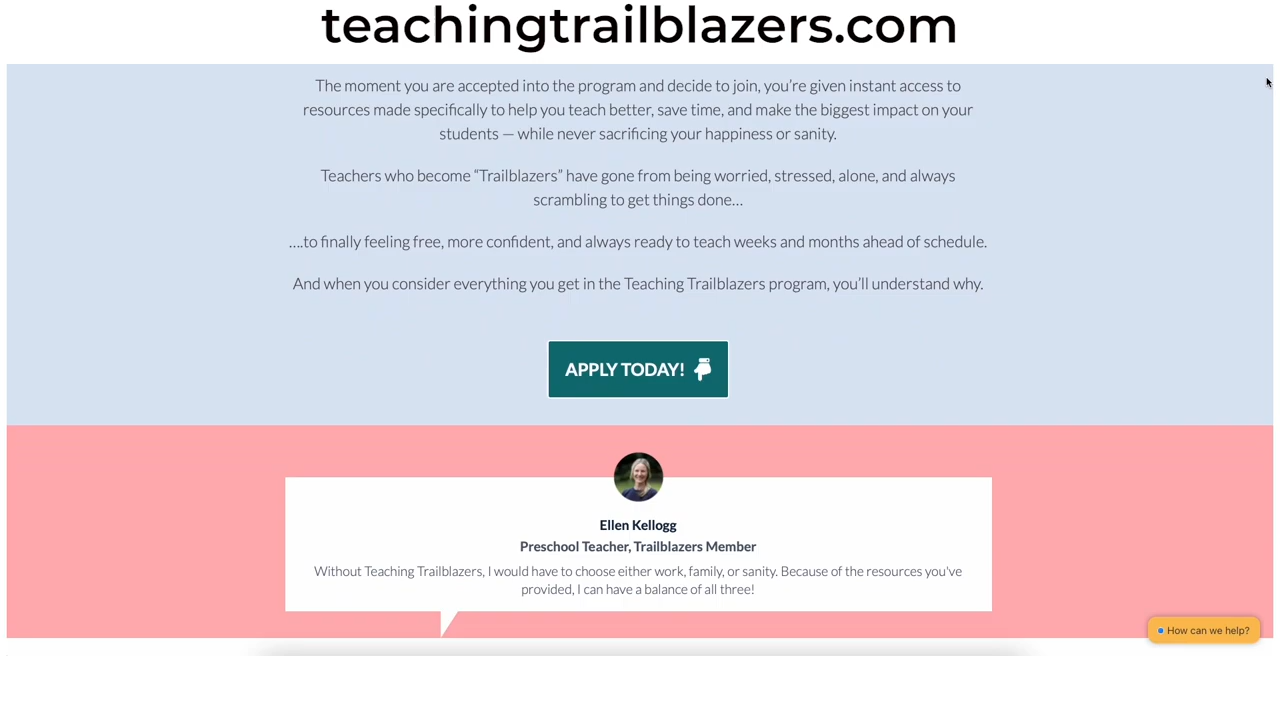 teachingtrailblazers.com
The moment you are accepted into the program and decide to join, you’re given instant access to
resources made specifically to help you teach better, save time, and make the biggest impact on your
students — while never sacrificing your happiness or sanity.
Teachers who become “Trailblazers” have gone from being worried, stressed, alone, and always
scrambling to get things done…
….to finally feeling free, more confident, and always ready to teach weeks and months ahead of schedule.
And when you consider everything you get in the Teaching Trailblazers program, you’ll understand why.
APPLY TODAY!
Ellen Kellogg
Preschool Teacher, Trailblazers Member
Without Teaching Trailblazers, I would have to choose either work, family, or sanity. Because of the resources you've
provided, I can have a balance of all three!
How can we help?